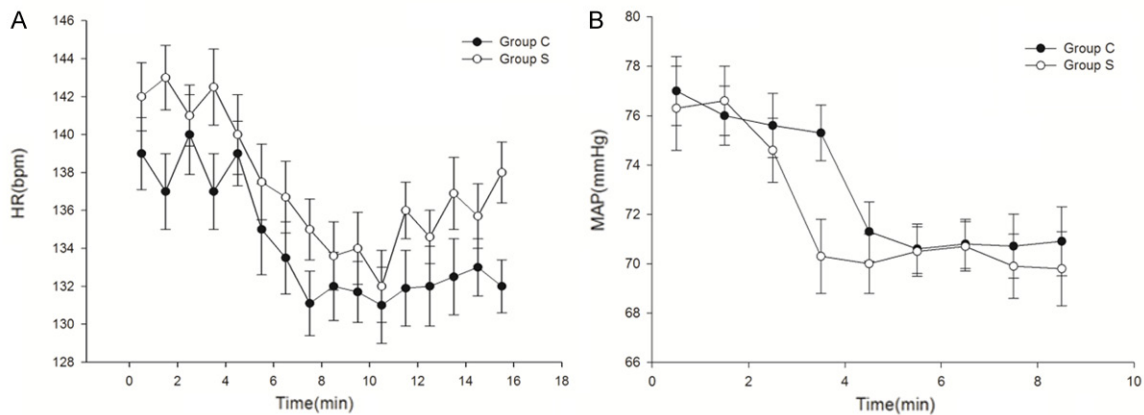 A
146
144
142
140
138
136
134
132
130
128
HR(bpm)
0 2 4 6 8 10 12 14 16 18
Time(min)
Group C
Group S
B
80
78
76
74
72
70
68
66
MAP(mmHg)
0 2 4 6 8 10
Time(min)
Group C
Group S